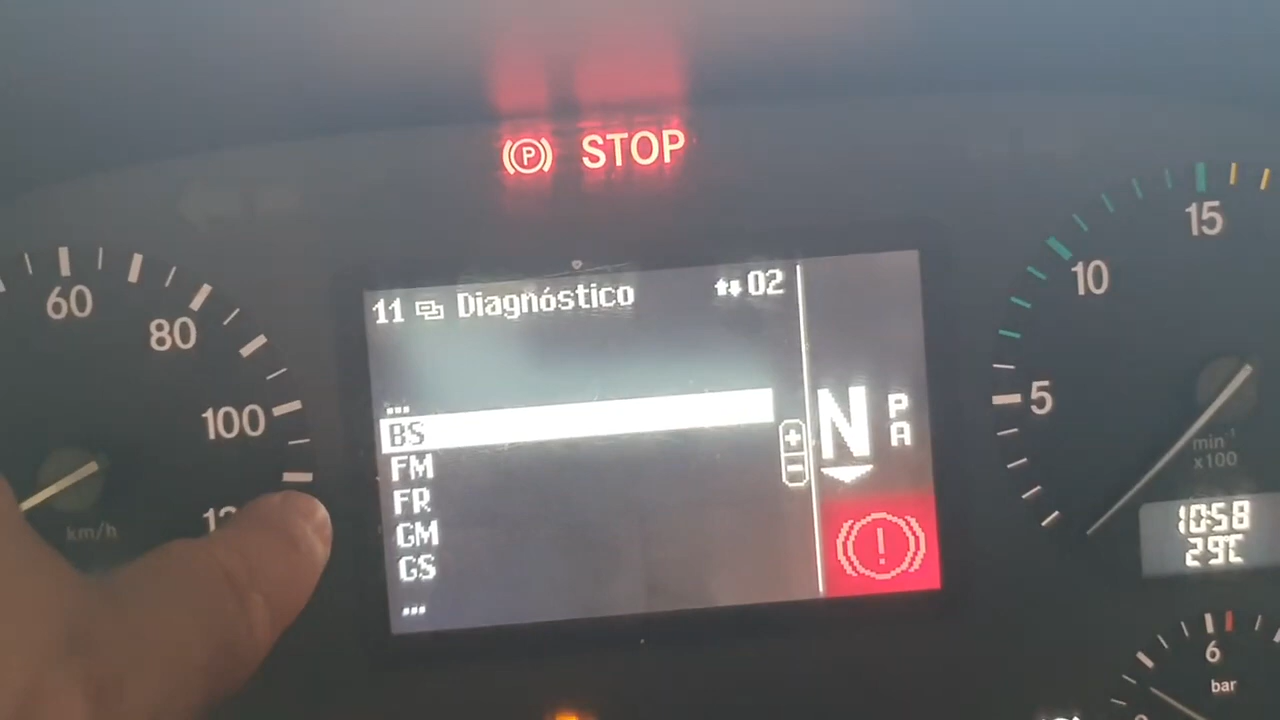 (P) STOP
60
80
100
km/h
11 Diagnóstico 02
...
BS
FM
FR
GM
GS
...
+
-
N
P
A
!
15
10
5
min⁻¹
x100
10:58
29°C
6
bar